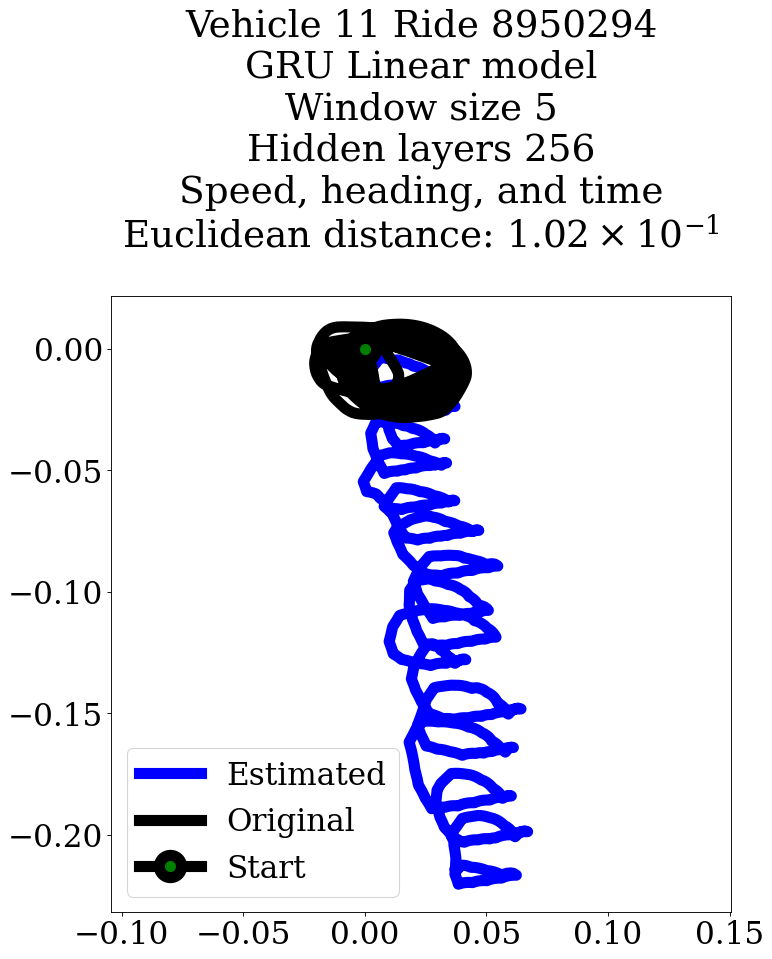 Vehicle 11 Ride 8950294
GRU Linear model
Window size 5
Hidden layers 256
Speed, heading, and time
Euclidean distance: 1.02 × 10⁻¹
0.00
−0.05
−0.10
−0.15
−0.20
Estimated
Original
Start
−0.10 −0.05 0.00 0.05 0.10 0.15